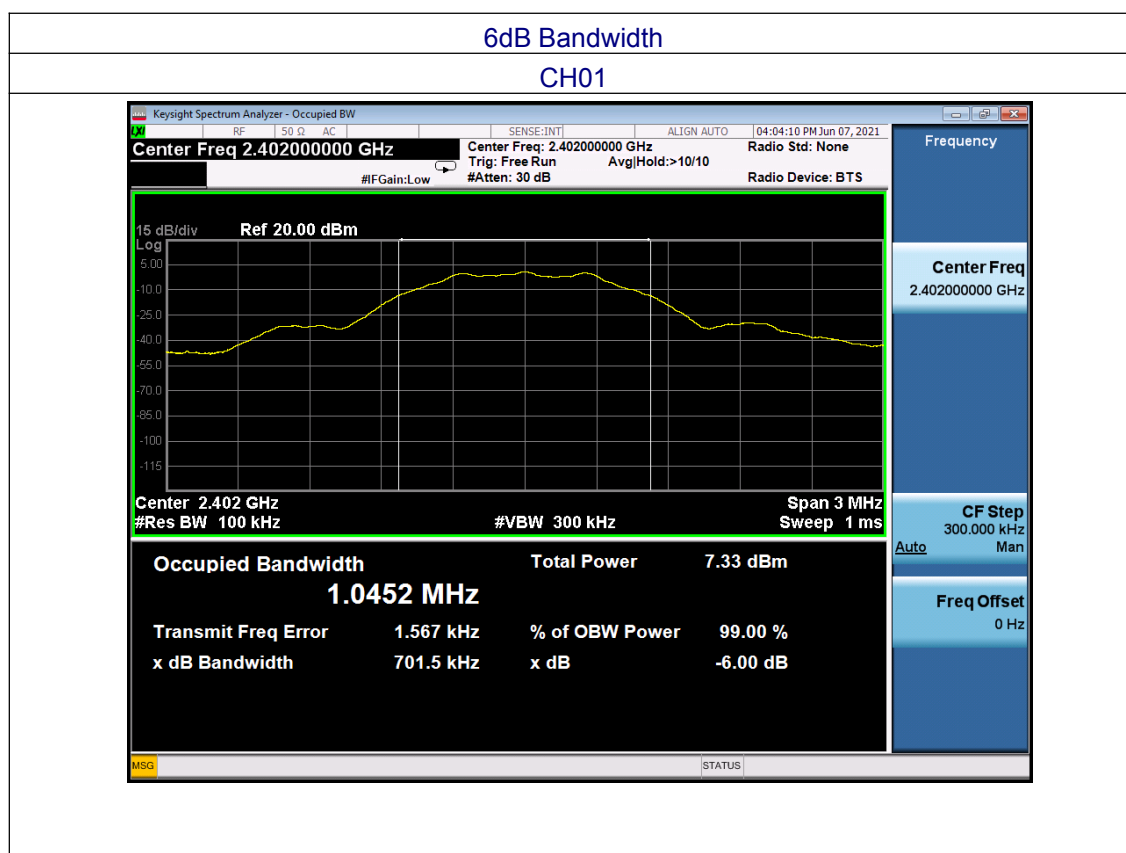 6dB Bandwidth
CH01
Keysight Spectrum Analyzer - Occupied BW
LXI RF 50 Ω AC SENSE:INT ALIGN AUTO 04:04:10 PM Jun 07, 2021
Center Freq 2.402000000 GHz
Center Freq: 2.402000000 GHz
Radio Std: None
Trig: Free Run Avg|Hold:>10/10
#IFGain:Low
#Atten: 30 dB
Radio Device: BTS
15 dB/div Ref 20.00 dBm
Log
5.00
-10.0
-25.0
-40.0
-55.0
-70.0
-85.0
-100
-115
Center 2.402 GHz Span 3 MHz
#Res BW 100 kHz #VBW 300 kHz Sweep 1 ms
Occupied Bandwidth Total Power 7.33 dBm
1.0452 MHz
Transmit Freq Error 1.567 kHz % of OBW Power 99.00 %
x dB Bandwidth 701.5 kHz x dB -6.00 dB
MSG STATUS
Frequency
Center Freq
2.402000000 GHz
CF Step
300.000 kHz
Auto Man
Freq Offset
0 Hz